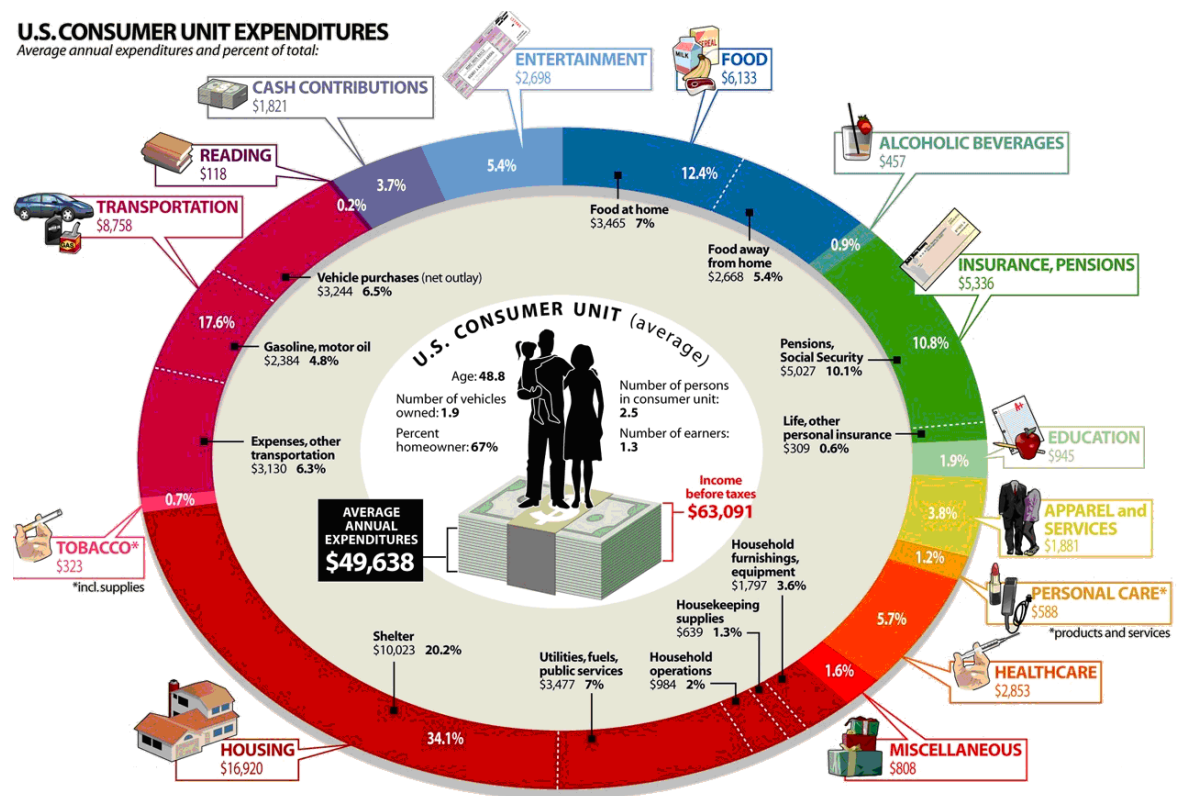 U.S. CONSUMER UNIT EXPENDITURES
Average annual expenditures and percent of total:
ENTERTAINMENT
$2,698
5.4%
MILK
CEREAL
FOOD
$6,133
12.4%
Food at home
$3,465 7%
Food away
from home
$2,668 5.4%
ALCOHOLIC BEVERAGES
$457
0.9%
INSURANCE, PENSIONS
$5,336
10.8%
Pensions,
Social Security
$5,027 10.1%
Life, other
personal insurance
$309 0.6%
A+
EDUCATION
$945
1.9%
APPAREL and
SERVICES
$1,881
3.8%
PERSONAL CARE*
$588
*products and services
1.2%
HEALTHCARE
$2,853
5.7%
MISCELLANEOUS
$808
1.6%
HOUSING
$16,920
34.1%
Shelter
$10,023 20.2%
Utilities, fuels,
public services
$3,477 7%
Household
operations
$984 2%
Housekeeping
supplies
$639 1.3%
Household
furnishings,
equipment
$1,797 3.6%
TOBACCO*
$323
*incl. supplies
0.7%
TRANSPORTATION
$8,758
GAS
17.6%
Vehicle purchases (net outlay)
$3,244 6.5%
Gasoline, motor oil
$2,384 4.8%
Expenses, other
transportation
$3,130 6.3%
READING
$118
0.2%
CASH CONTRIBUTIONS
$1,821
3.7%
U.S. CONSUMER UNIT (average)
Age: 48.8
Number of vehicles
owned: 1.9
Percent
homeowner: 67%
Number of persons
in consumer unit:
2.5
Number of earners:
1.3
AVERAGE
ANNUAL
EXPENDITURES
$49,638
Income
before taxes
$63,091